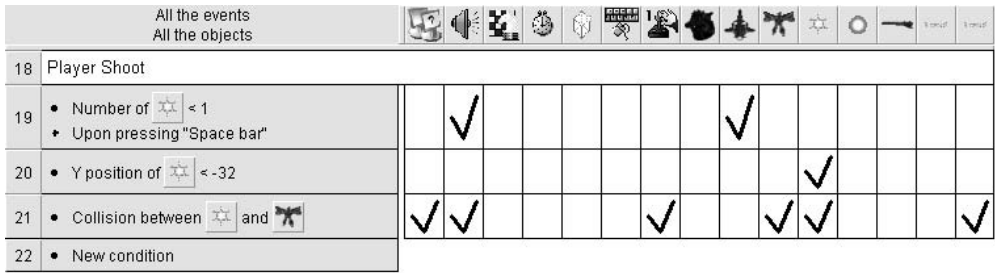 All the events
All the objects
1
18 Player Shoot
19 • Number of < 1
+ Upon pressing "Space bar"
20 • Y position of < -32
21 • Collision between and
22 • New condition